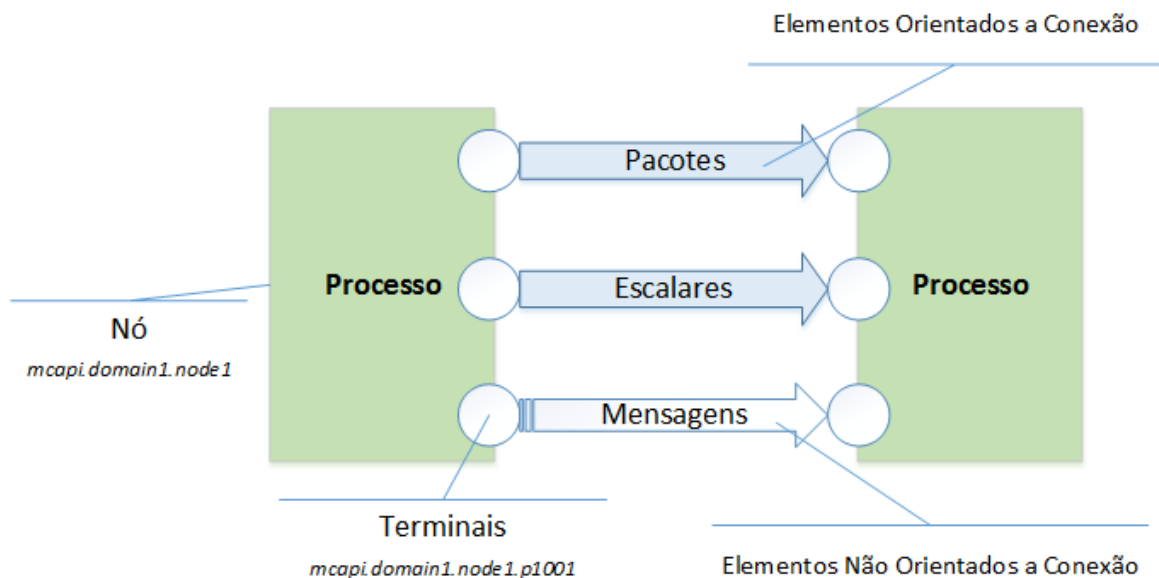 Elementos Orientados a Conexão
Pacotes
Processo
Escalares
Processo
Nó
mcapi.domain1.node1
Mensagens
Terminais
mcapi.domain1.node1.p1001
Elementos Não Orientados a Conexão